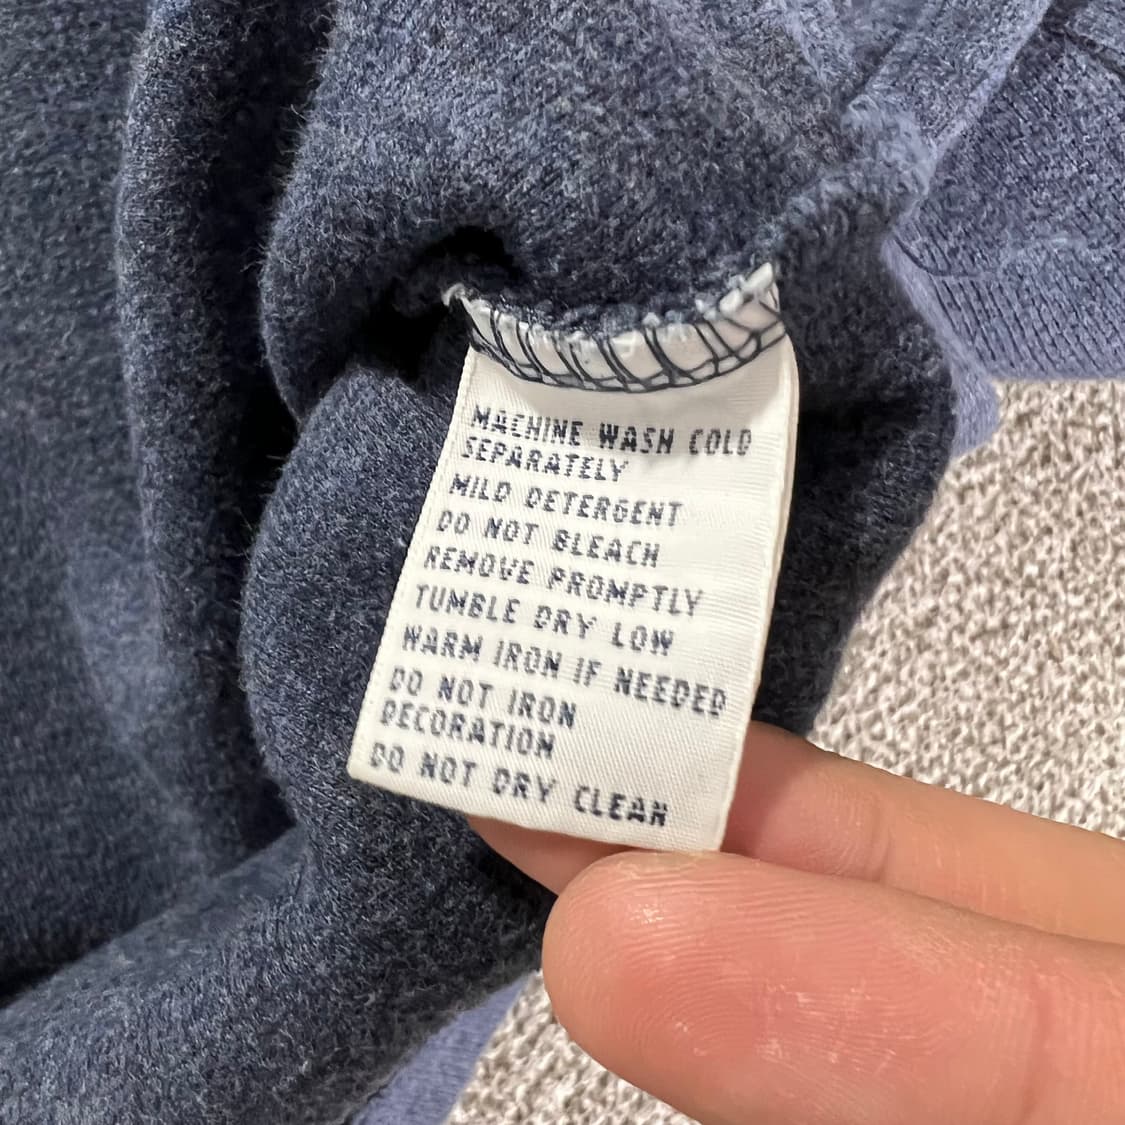 MACHINE WASH COLD
SEPARATELY
MILD DETERGENT
DO NOT BLEACH
REMOVE PROMPTLY
TUMBLE DRY LOW
WARM IRON IF NEEDED
DO NOT IRON
DECORATION
DO NOT DRY CLEAN